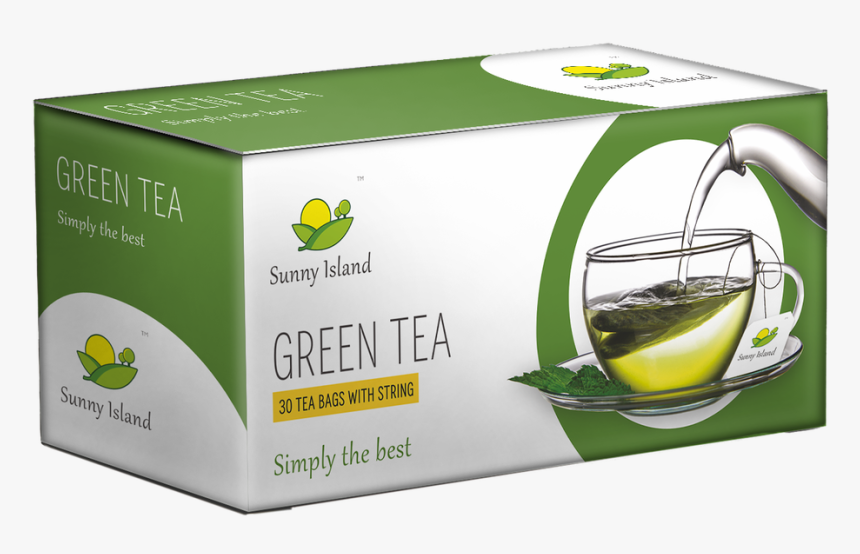 GREEN TEA
Simply the best
Sunny Island
GREEN TEA
Simply the best
TM
Sunny Island
TM
Sunny Island
GREEN TEA
30 TEA BAGS WITH STRING
Simply the best
Sunny Island